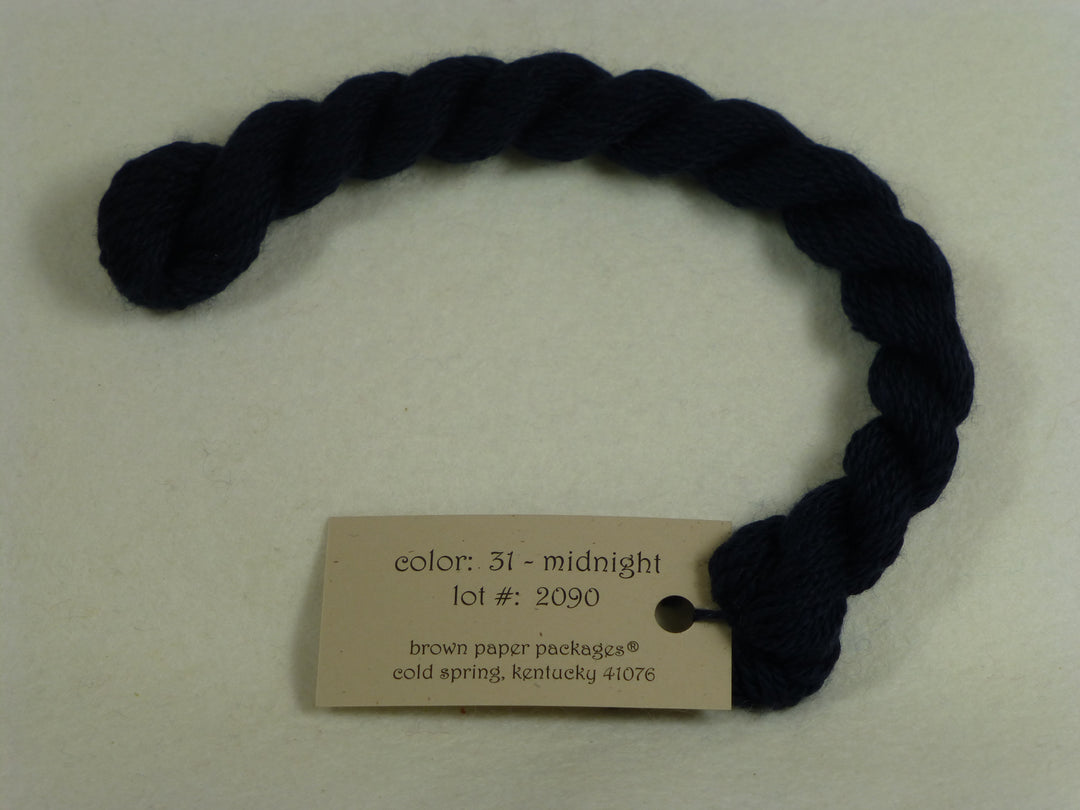 color: 31 - midnight
lot #: 2090
brown paper packages®
cold spring, kentucky 41076